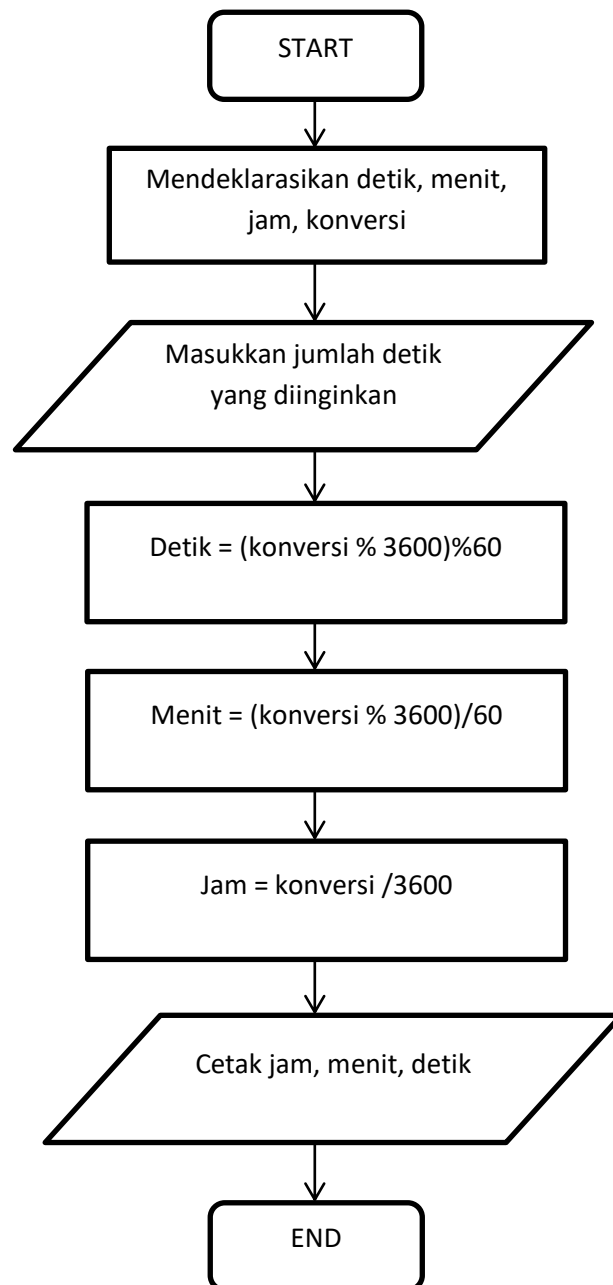 START
Mendeklarasikan detik, menit,
jam, konversi
Masukkan jumlah detik
yang diinginkan
Detik = (konversi % 3600)%60
Menit = (konversi % 3600)/60
Jam = konversi /3600
Cetak jam, menit, detik
END